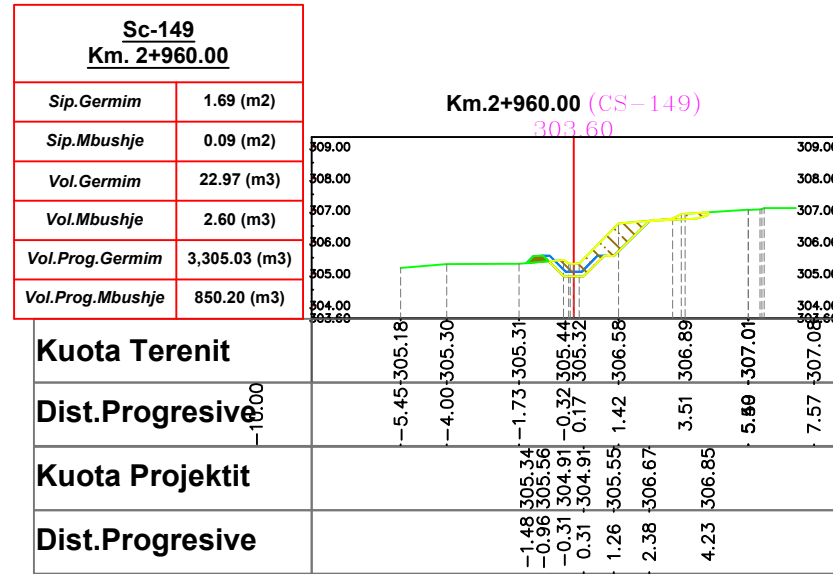 Sc-149
Km. 2+960.00
Sip.Germim 1.69 (m2)
Sip.Mbushje 0.09 (m2)
Vol.Germim 22.97 (m3)
Vol.Mbushje 2.60 (m3)
Vol.Prog.Germim 3,305.03 (m3)
Vol.Prog.Mbushje 850.20 (m3)
Km.2+960.00 (CS-149)
303.60
309.00 309.00
308.00 308.00
307.00 307.00
306.00 306.00
305.00 305.00
304.00 304.00
303.60 303.60
Kuota Terenit 305.18 305.30 305.31 305.44 305.32 306.58 306.89 307.01 307.08
Dist.Progresive -10.00 -5.45 -4.00 -1.73 -0.32 0.17 1.42 3.51 7.57
Kuota Projektit 305.34 305.56 304.91 304.91 305.55 306.67 306.85
Dist.Progresive -1.48 -0.96 -0.31 0.31 1.26 2.38 4.23